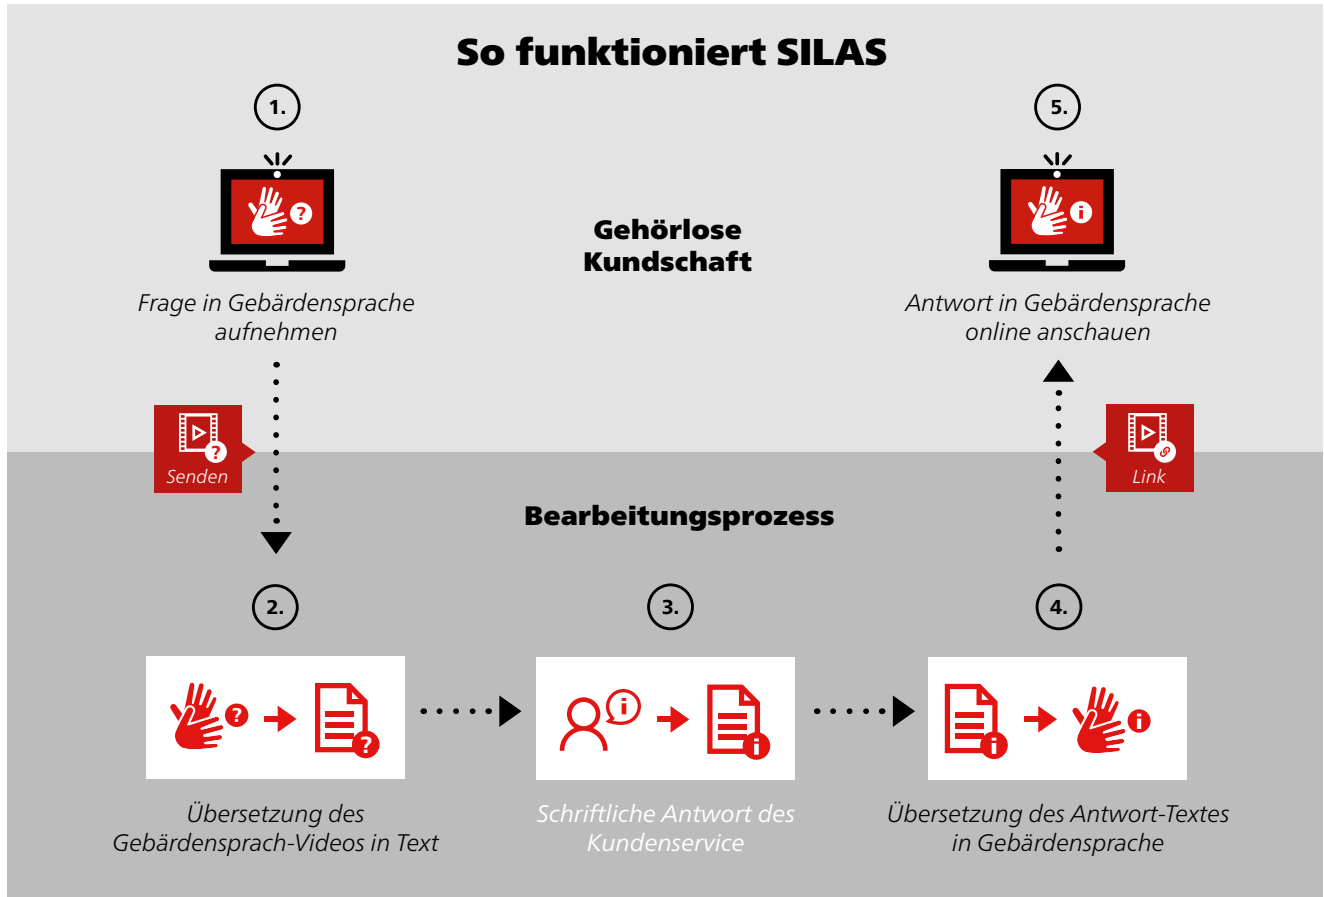 So funktioniert SILAS
1.
5.
Gehörlose
Kundschaft
Frage in Gebärdensprache
aufnehmen
Antwort in Gebärdensprache
online anschauen
?
?
Senden
i
Link
Bearbeitungsprozess
2.
3.
4.
?
?
i
i
i
i
Übersetzung des
Gebärdensprach-Videos in Text
Schriftliche Antwort des
Kundenservice
Übersetzung des Antwort-Textes
in Gebärdensprache